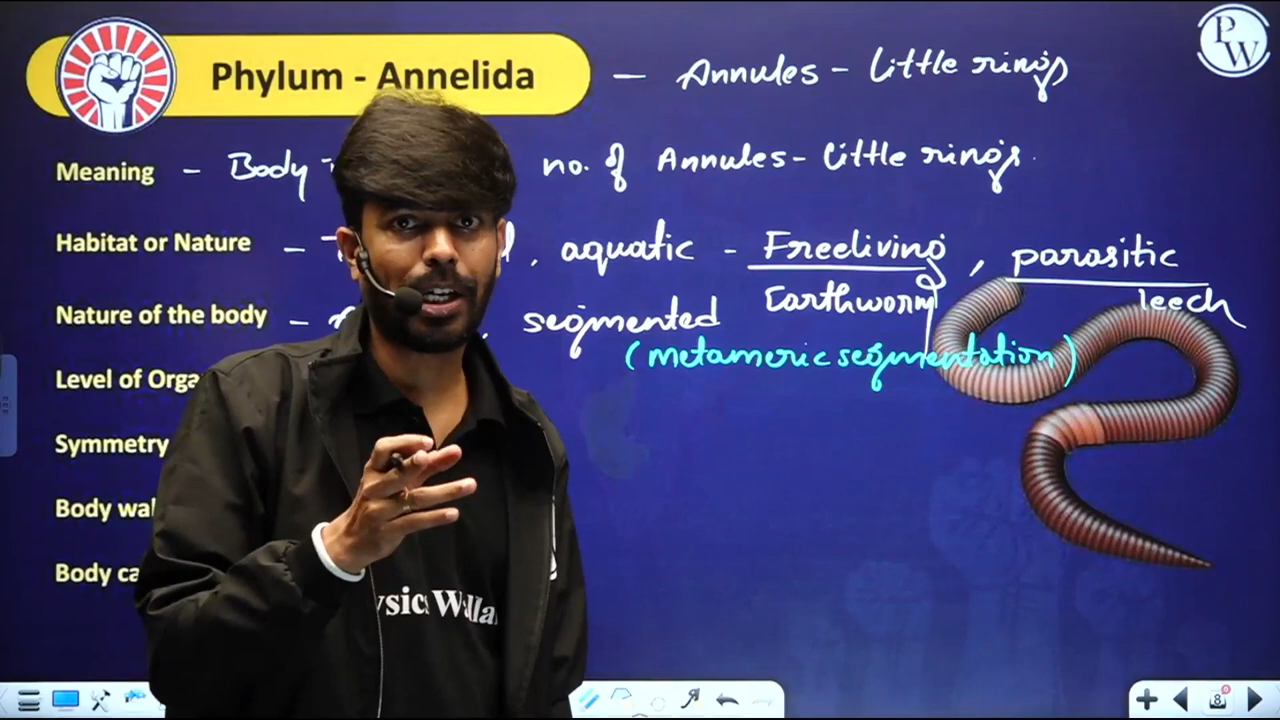 Phylum - Annelida – Annules – Little rings
PW
Meaning – Body no. of Annules – Little rings.
Habitat or Nature – , aquatic – Freeliving , parasitic
Earthworm leech
Nature of the body – , segmented
(metameric segmentation)
Level of Orga
Symmetry
Body wal
Body ca
ysics Walla
8